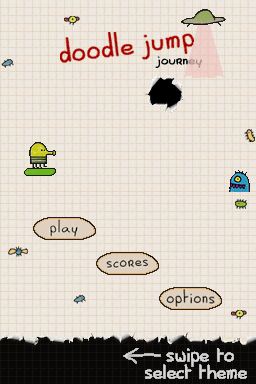 doodle jump
journey
play
scores
options
swipe to
select theme